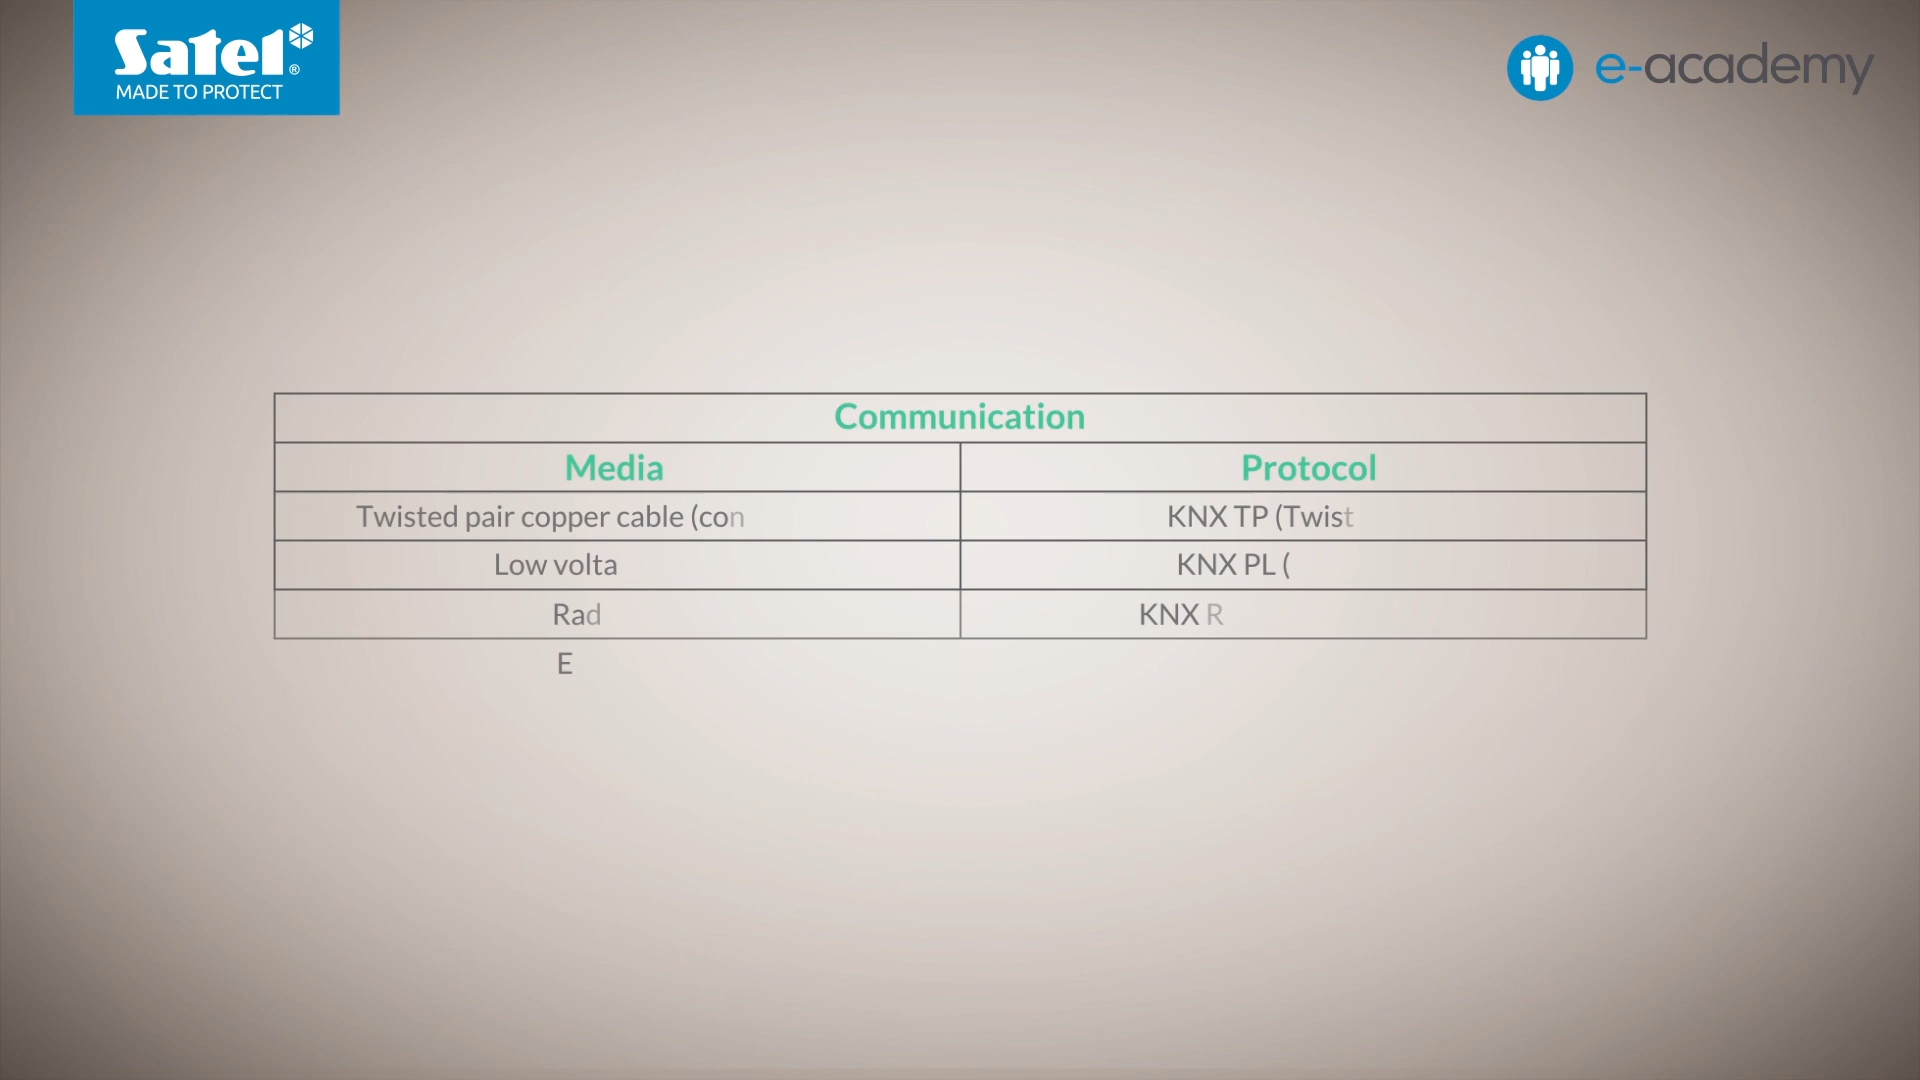 Satel®
MADE TO PROTECT
e-academy
Communication
Media Protocol
Twisted pair copper cable (con KNX TP (Twist
Low volta KNX PL (
Rad KNX R
E